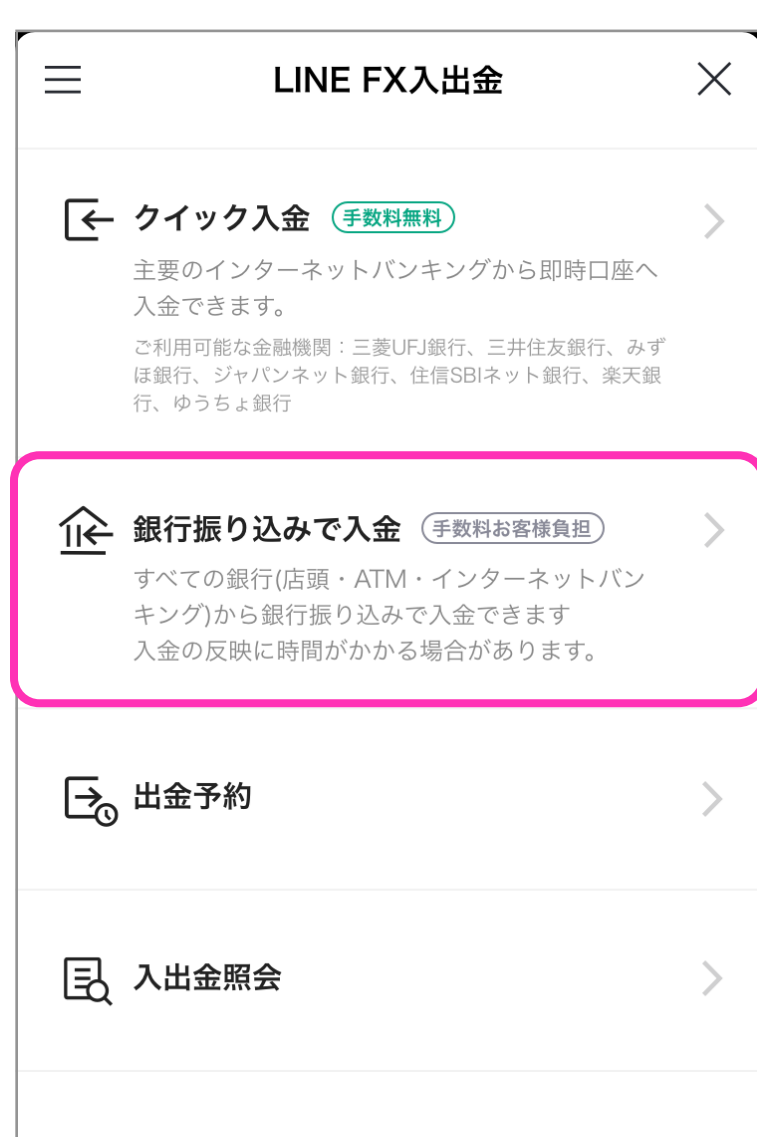 LINE FX入出金
クイック入金 手数料無料
主要のインターネットバンキングから即時口座へ
入金できます。
ご利用可能な金融機関：三菱UFJ銀行、三井住友銀行、みず
ほ銀行、ジャパンネット銀行、住信SBIネット銀行、楽天銀
行、ゆうちょ銀行
銀行振り込みで入金 手数料お客様負担
すべての銀行(店頭・ATM・インターネットバン
キング)から銀行振り込みで入金できます
入金の反映に時間がかかる場合があります。
出金予約
入出金照会